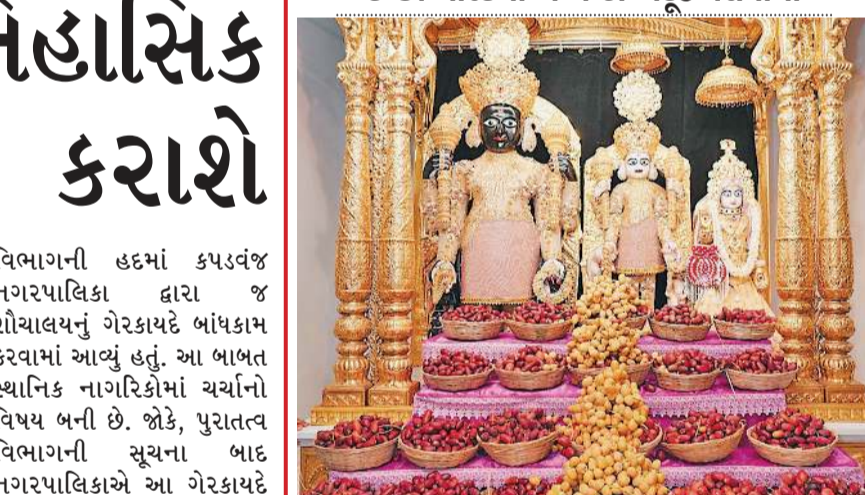 કરાશે
વિભાગની હદમાં કપડવંજ
નગરપાલિકા દ્વારા જ
શૌચાલયનું ગેરકાયદે બાંધકામ
કરવામાં આવ્યું હતું. આ બાબત
સ્થાનિક નાગરિકોમાં ચર્ચાનો
વિષય બની છે. જોકે, પુરાતત્વ
વિભાગની સૂચના બાદ
નગરપાલિકાએ આ ગેરકાયદે